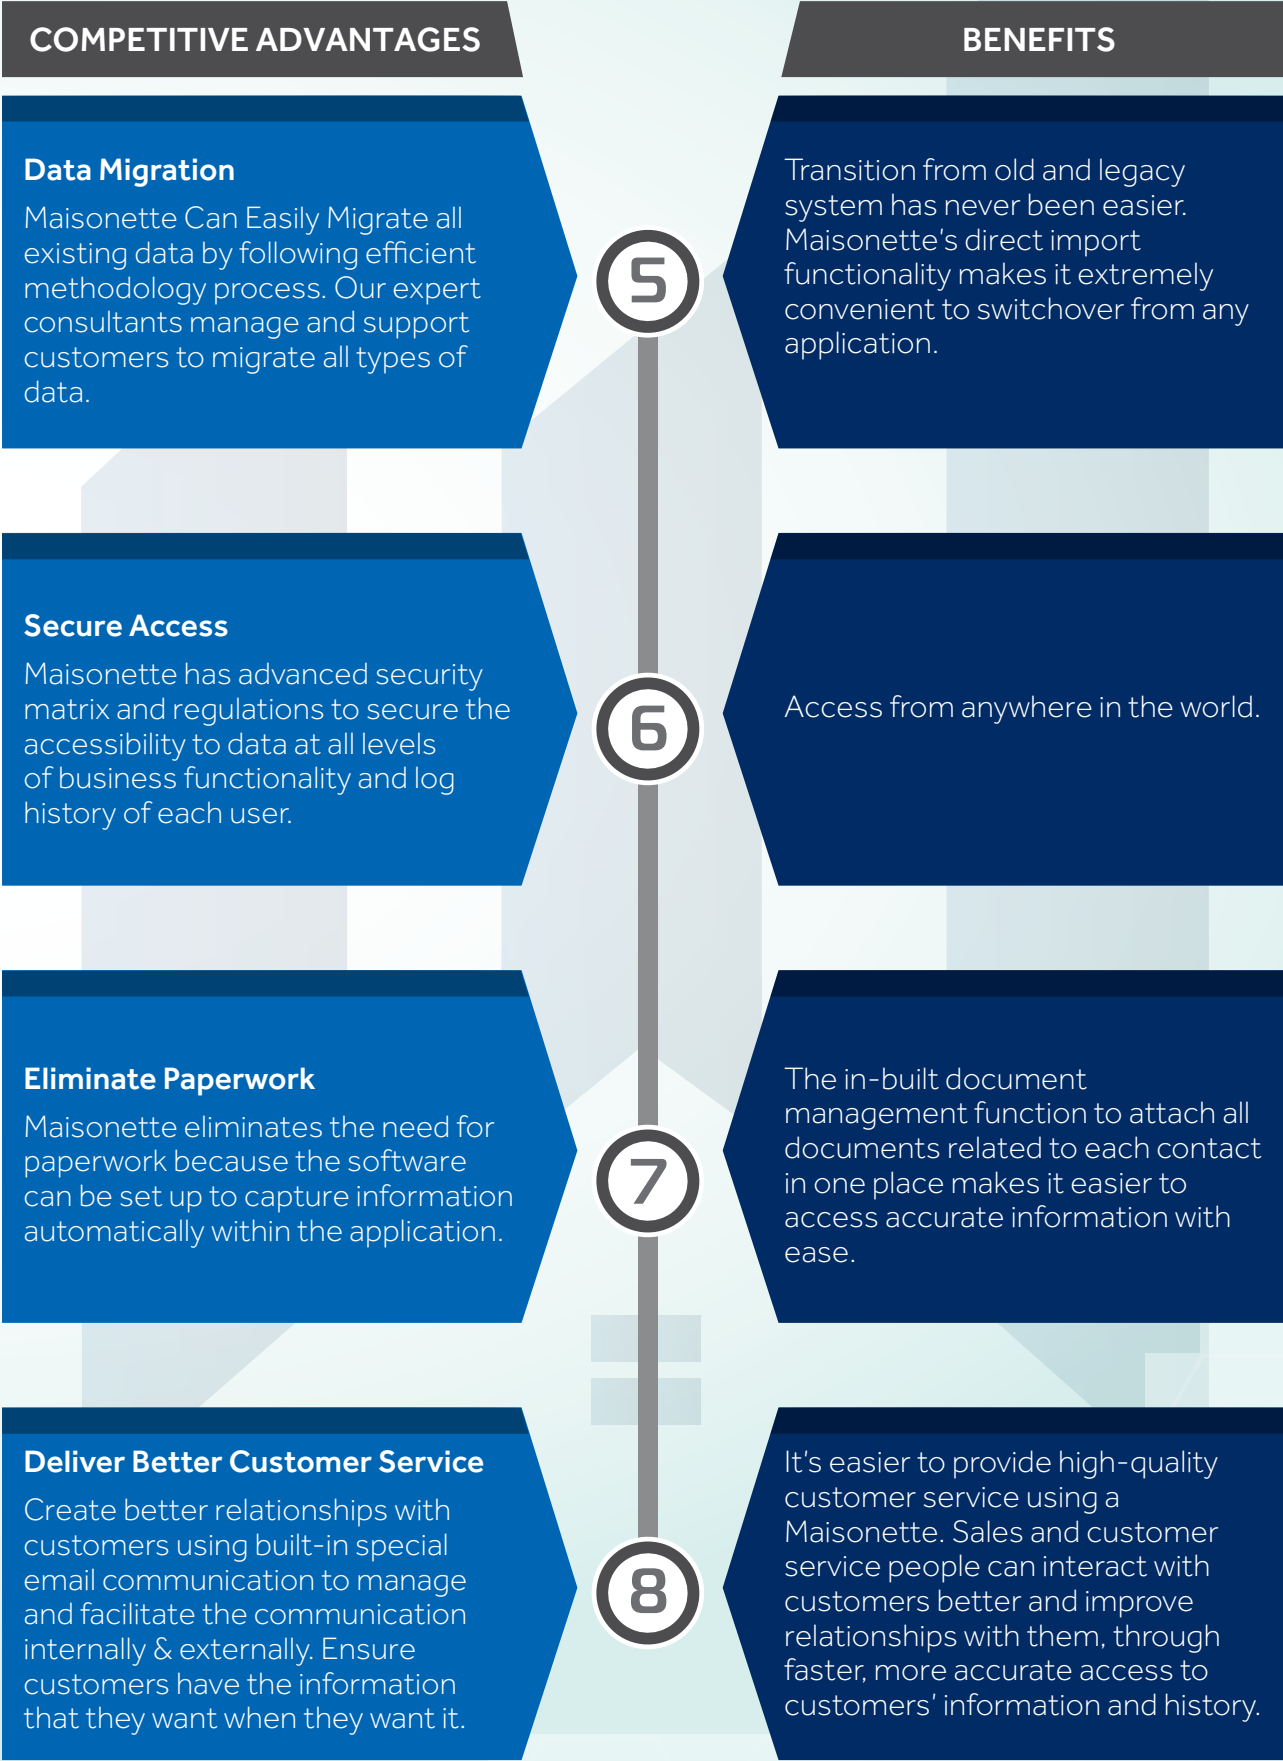 COMPETITIVE ADVANTAGES
BENEFITS
Data Migration
Maisonette Can Easily Migrate all
existing data by following efficient
methodology process. Our expert
consultants manage and support
customers to migrate all types of
data.
5
Transition from old and legacy
system has never been easier.
Maisonette's direct import
functionality makes it extremely
convenient to switchover from any
application.
Secure Access
Maisonette has advanced security
matrix and regulations to secure the
accessibility to data at all levels
of business functionality and log
history of each user.
6
Access from anywhere in the world.
Eliminate Paperwork
Maisonette eliminates the need for
paperwork because the software
can be set up to capture information
automatically within the application.
7
The in-built document
management function to attach all
documents related to each contact
in one place makes it easier to
access accurate information with
ease.
Deliver Better Customer Service
Create better relationships with
customers using built-in special
email communication to manage
and facilitate the communication
internally & externally. Ensure
customers have the information
that they want when they want it.
8
It's easier to provide high-quality
customer service using a
Maisonette. Sales and customer
service people can interact with
customers better and improve
relationships with them, through
faster, more accurate access to
customers' information and history.